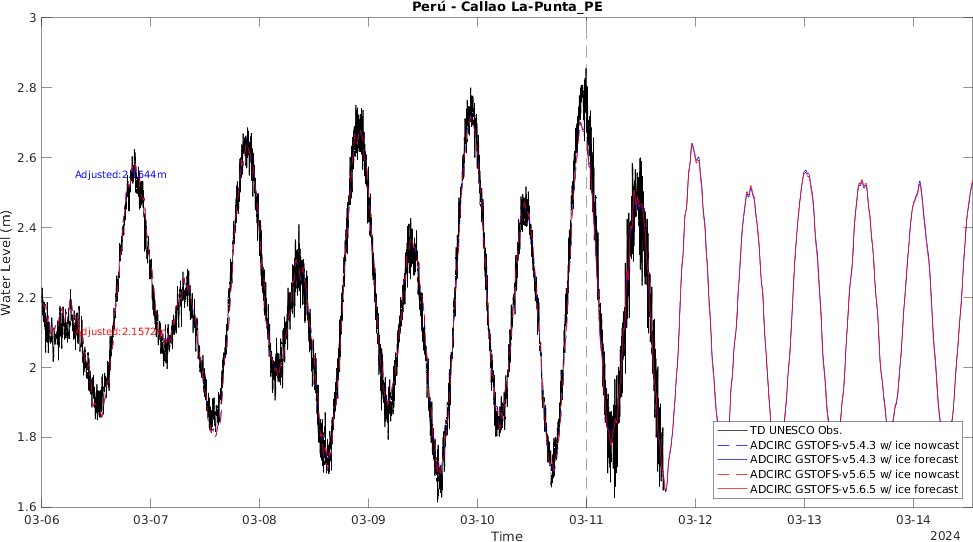 Perú - Callao La-Punta_PE
3
2.8
2.6
2.4
2.2
2
1.8
1.6
Water Level (m)
Adjusted:
Adjusted:2.1572m
TD UNESCO Obs.
ADCIRC GSTOFS-v5.4.3 w/ ice nowcast
ADCIRC GSTOFS-v5.4.3 w/ ice forecast
ADCIRC GSTOFS-v5.6.5 w/ ice nowcast
ADCIRC GSTOFS-v5.6.5 w/ ice forecast
03-06 03-07 03-08 03-09 03-10 03-11 03-12 03-13 03-14
Time
2024